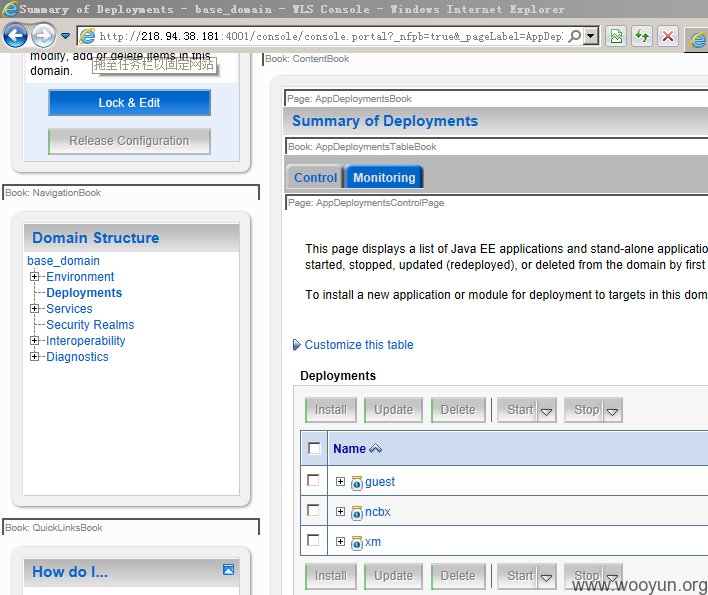 Summary of Deployments - base_domain - WLS Console - Windows Internet Explorer
http://218.94.38.181:4001/console/console.portal?_nfpb=true&_pageLabel=AppDep
modify, add or delete items in this
domain.
拖至任务栏以固定网站
Lock & Edit
Release Configuration
Book: NavigationBook
Domain Structure
base_domain
Environment
Deployments
Services
Security Realms
Interoperability
Diagnostics
Book: QuickLinksBook
How do I...
Book: ContentBook
Page: AppDeploymentsBook
Summary of Deployments
Book: AppDeploymentsTableBook
Control Monitoring
Page: AppDeploymentsControlPage
This page displays a list of Java EE applications and stand-alone applicatio
started, stopped, updated (redeployed), or deleted from the domain by first
To install a new application or module for deployment to targets in this dom
Customize this table
Deployments
Install Update Delete Start Stop
Name
guest
ncbx
xm
Install Update Delete Start Stop
www.wooyun.org